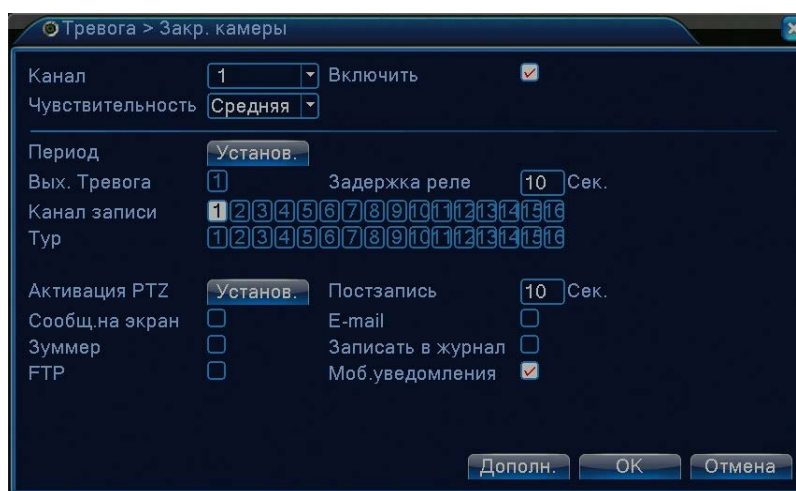 Тревога > Закр. камеры
Канал 1 Включить
Чувствительность Средняя
Период Установ.
Вых. Тревога 1 Задержка реле 10 Сек.
Канал записи 1 2 3 4 5 6 7 8 9 10 11 12 13 14 15 16
Тур 1 2 3 4 5 6 7 8 9 10 11 12 13 14 15 16
Активация PTZ Установ. Постзапись 10 Сек.
Сообщ.на экран E-mail
Зуммер Записать в журнал
FTP Моб.уведомления
Дополн. OK Отмена